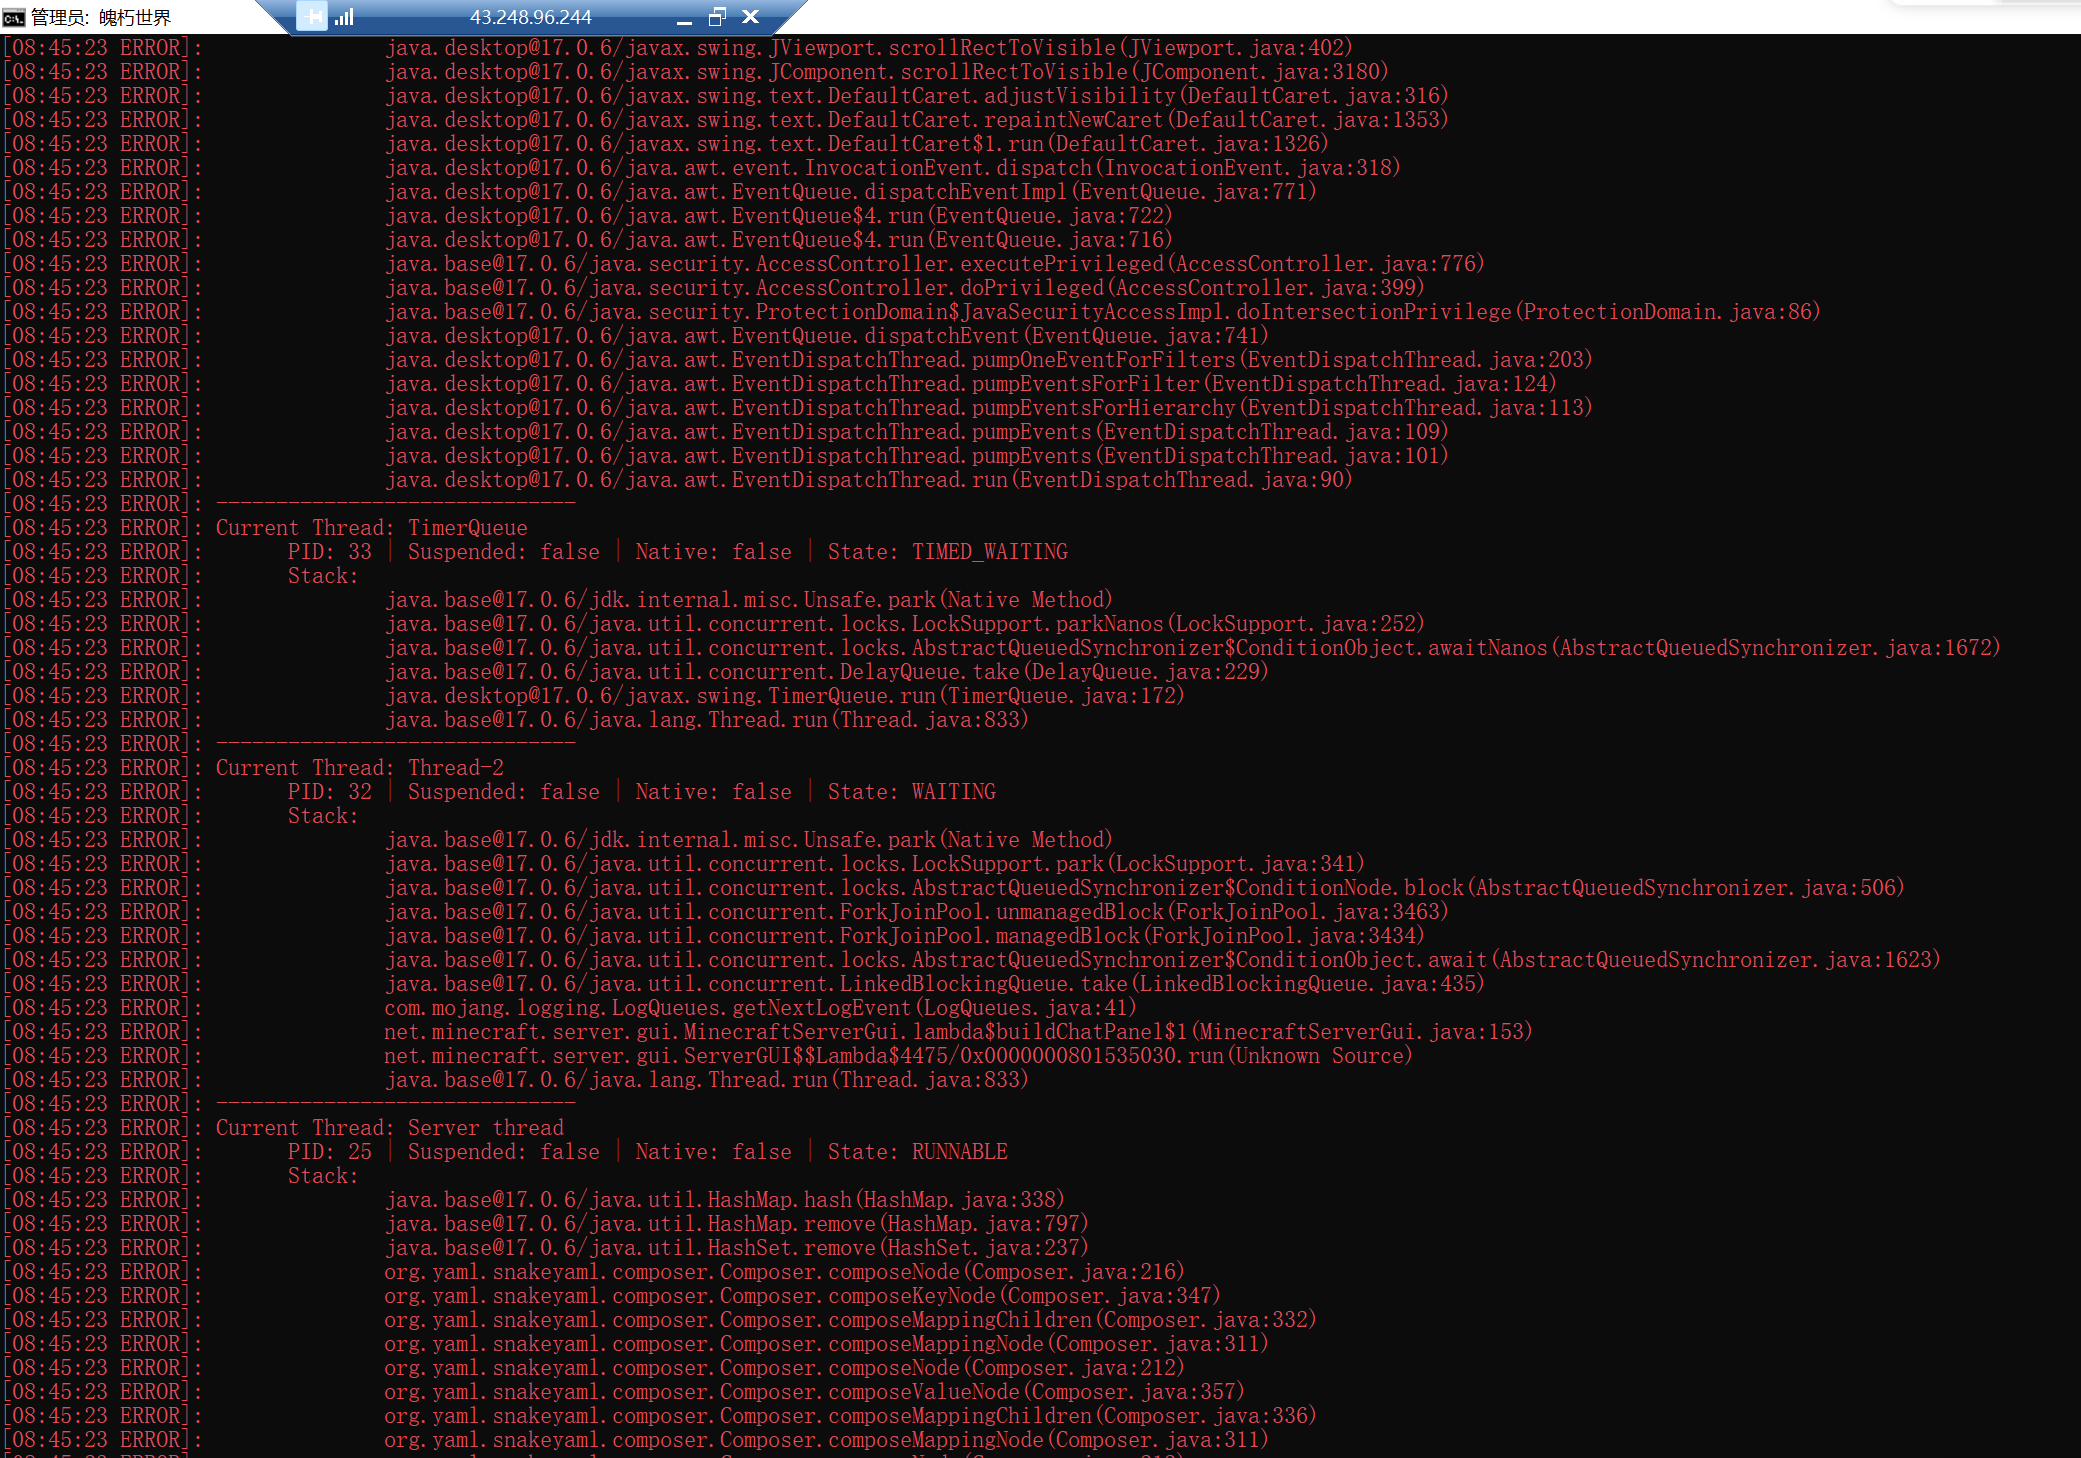 管理员: 魄朽世界
43.248.96.244
[08:45:23 ERROR]: java.desktop@17.0.6/javax.swing.JViewport.scrollRectToVisible(JViewport.java:402)
[08:45:23 ERROR]: java.desktop@17.0.6/javax.swing.JComponent.scrollRectToVisible(JComponent.java:3180)
[08:45:23 ERROR]: java.desktop@17.0.6/javax.swing.text.DefaultCaret.adjustVisibility(DefaultCaret.java:316)
[08:45:23 ERROR]: java.desktop@17.0.6/javax.swing.text.DefaultCaret.repaintNewCaret(DefaultCaret.java:1353)
[08:45:23 ERROR]: java.desktop@17.0.6/javax.swing.text.DefaultCaret$1.run(DefaultCaret.java:1326)
[08:45:23 ERROR]: java.desktop@17.0.6/java.awt.event.InvocationEvent.dispatch(InvocationEvent.java:318)
[08:45:23 ERROR]: java.desktop@17.0.6/java.awt.EventQueue.dispatchEventImpl(EventQueue.java:771)
[08:45:23 ERROR]: java.desktop@17.0.6/java.awt.EventQueue$4.run(EventQueue.java:722)
[08:45:23 ERROR]: java.desktop@17.0.6/java.awt.EventQueue$4.run(EventQueue.java:716)
[08:45:23 ERROR]: java.base@17.0.6/java.security.AccessController.executePrivileged(AccessController.java:776)
[08:45:23 ERROR]: java.base@17.0.6/java.security.AccessController.doPrivileged(AccessController.java:399)
[08:45:23 ERROR]: java.base@17.0.6/java.security.ProtectionDomain$JavaSecurityAccessImpl.doIntersectionPrivilege(ProtectionDomain.java:86)
[08:45:23 ERROR]: java.desktop@17.0.6/java.awt.EventQueue.dispatchEvent(EventQueue.java:741)
[08:45:23 ERROR]: java.desktop@17.0.6/java.awt.EventDispatchThread.pumpOneEventForFilters(EventDispatchThread.java:203)
[08:45:23 ERROR]: java.desktop@17.0.6/java.awt.EventDispatchThread.pumpEventsForFilter(EventDispatchThread.java:124)
[08:45:23 ERROR]: java.desktop@17.0.6/java.awt.EventDispatchThread.pumpEventsForHierarchy(EventDispatchThread.java:113)
[08:45:23 ERROR]: java.desktop@17.0.6/java.awt.EventDispatchThread.pumpEvents(EventDispatchThread.java:109)
[08:45:23 ERROR]: java.desktop@17.0.6/java.awt.EventDispatchThread.pumpEvents(EventDispatchThread.java:101)
[08:45:23 ERROR]: java.desktop@17.0.6/java.awt.EventDispatchThread.run(EventDispatchThread.java:90)
[08:45:23 ERROR]: ------------------------------
[08:45:23 ERROR]: Current Thread: TimerQueue
[08:45:23 ERROR]: PID: 33 | Suspended: false | Native: false | State: TIMED_WAITING
[08:45:23 ERROR]: Stack:
[08:45:23 ERROR]: java.base@17.0.6/jdk.internal.misc.Unsafe.park(Native Method)
[08:45:23 ERROR]: java.base@17.0.6/java.util.concurrent.locks.LockSupport.parkNanos(LockSupport.java:252)
[08:45:23 ERROR]: java.base@17.0.6/java.util.concurrent.locks.AbstractQueuedSynchronizer$ConditionObject.awaitNanos(AbstractQueuedSynchronizer.java:1672)
[08:45:23 ERROR]: java.base@17.0.6/java.util.concurrent.DelayQueue.take(DelayQueue.java:229)
[08:45:23 ERROR]: java.desktop@17.0.6/javax.swing.TimerQueue.run(TimerQueue.java:172)
[08:45:23 ERROR]: java.base@17.0.6/java.lang.Thread.run(Thread.java:833)
[08:45:23 ERROR]: ------------------------------
[08:45:23 ERROR]: Current Thread: Thread-2
[08:45:23 ERROR]: PID: 32 | Suspended: false | Native: false | State: WAITING
[08:45:23 ERROR]: Stack:
[08:45:23 ERROR]: java.base@17.0.6/jdk.internal.misc.Unsafe.park(Native Method)
[08:45:23 ERROR]: java.base@17.0.6/java.util.concurrent.locks.LockSupport.park(LockSupport.java:341)
[08:45:23 ERROR]: java.base@17.0.6/java.util.concurrent.locks.AbstractQueuedSynchronizer$ConditionNode.block(AbstractQueuedSynchronizer.java:506)
[08:45:23 ERROR]: java.base@17.0.6/java.util.concurrent.ForkJoinPool.unmanagedBlock(ForkJoinPool.java:3463)
[08:45:23 ERROR]: java.base@17.0.6/java.util.concurrent.ForkJoinPool.managedBlock(ForkJoinPool.java:3434)
[08:45:23 ERROR]: java.base@17.0.6/java.util.concurrent.locks.AbstractQueuedSynchronizer$ConditionObject.await(AbstractQueuedSynchronizer.java:1623)
[08:45:23 ERROR]: java.base@17.0.6/java.util.concurrent.LinkedBlockingQueue.take(LinkedBlockingQueue.java:435)
[08:45:23 ERROR]: com.mojang.logging.LogQueues.getNextLogEvent(LogQueues.java:41)
[08:45:23 ERROR]: net.minecraft.server.gui.MinecraftServerGui.lambda$buildChatPanel$1(MinecraftServerGui.java:153)
[08:45:23 ERROR]: net.minecraft.server.gui.ServerGUI$$Lambda$4475/0x0000000801535030.run(Unknown Source)
[08:45:23 ERROR]: java.base@17.0.6/java.lang.Thread.run(Thread.java:833)
[08:45:23 ERROR]: ------------------------------
[08:45:23 ERROR]: Current Thread: Server thread
[08:45:23 ERROR]: PID: 25 | Suspended: false | Native: false | State: RUNNABLE
[08:45:23 ERROR]: Stack:
[08:45:23 ERROR]: java.base@17.0.6/java.util.HashMap.hash(HashMap.java:338)
[08:45:23 ERROR]: java.base@17.0.6/java.util.HashMap.remove(HashMap.java:797)
[08:45:23 ERROR]: java.base@17.0.6/java.util.HashSet.remove(HashSet.java:237)
[08:45:23 ERROR]: org.yaml.snakeyaml.composer.Composer.composeNode(Composer.java:216)
[08:45:23 ERROR]: org.yaml.snakeyaml.composer.Composer.composeKeyNode(Composer.java:347)
[08:45:23 ERROR]: org.yaml.snakeyaml.composer.Composer.composeMappingChildren(Composer.java:332)
[08:45:23 ERROR]: org.yaml.snakeyaml.composer.Composer.composeMappingNode(Composer.java:311)
[08:45:23 ERROR]: org.yaml.snakeyaml.composer.Composer.composeNode(Composer.java:212)
[08:45:23 ERROR]: org.yaml.snakeyaml.composer.Composer.composeValueNode(Composer.java:357)
[08:45:23 ERROR]: org.yaml.snakeyaml.composer.Composer.composeMappingChildren(Composer.java:336)
[08:45:23 ERROR]: org.yaml.snakeyaml.composer.Composer.composeMappingNode(Composer.java:311)